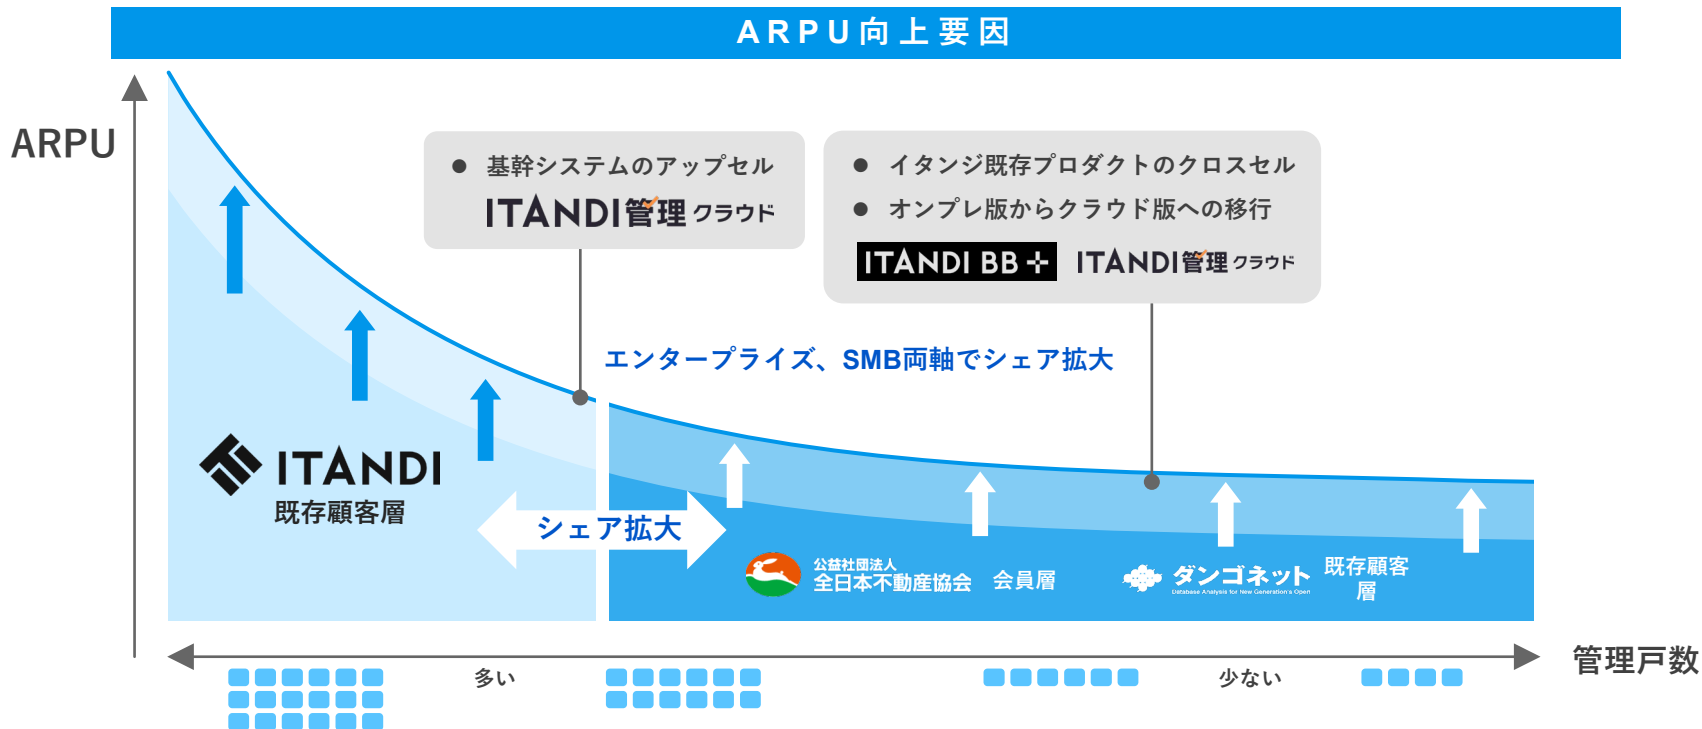 ARPU向上要因
ARPU
● 基幹システムのアップセル
ITANDI管理クラウド
● イタンジ既存プロダクトのクロスセル
● オンプレ版からクラウド版への移行
ITANDI BB +
ITANDI管理クラウド
エンタープライズ、SMB両軸でシェア拡大
ITANDI
既存顧客層
シェア拡大
公益社団法人
全日本不動産協会
会員層
ダンゴネット
Database Analysis for New Generation's Open
既存顧客
層
多い
少ない
管理戸数